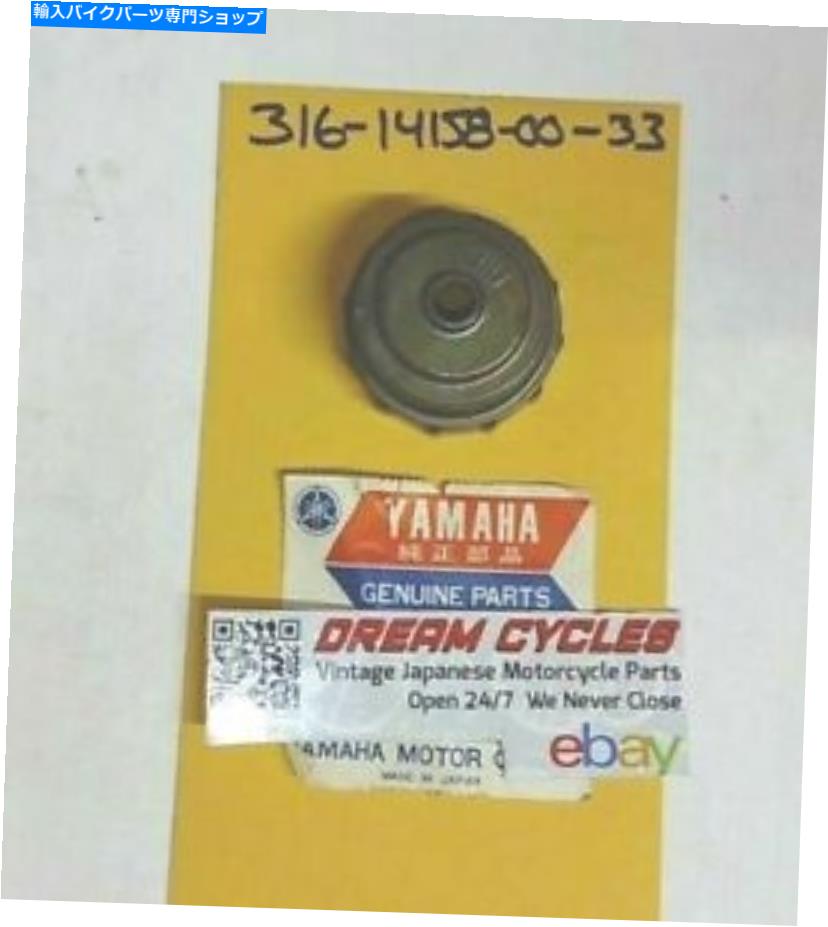 輸入バイクパーツ専門ショップ
316-14158-00-33
YAMAHA
純正部品
GENUINE PARTS
DREAM CYCLES
Vintage Japanese Motorcycle Parts
Open 24/7 We Never Close
ebay
YAMAHA MOTOR
MADE IN JAPAN